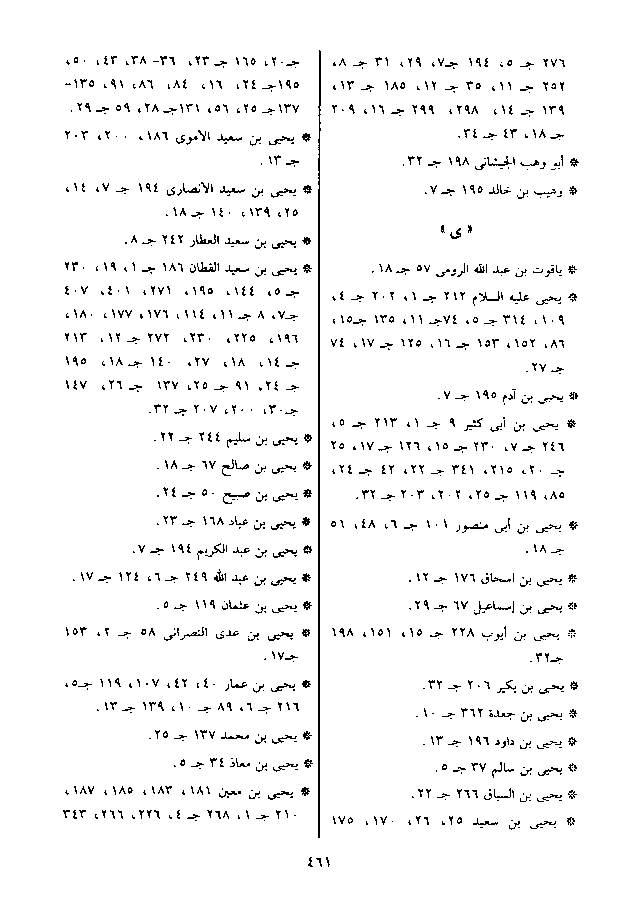 ٢٧٦ جـ ٥، ١٩٤ جـ٧، ٢٩، ٣١ جـ ٨،
٢٥٢ جـ ١١، ٣٥ جـ ١٢، ١٨٥ جـ ١٣،
١٣٩ جـ ١٤، ٢٩٨، ٢٩٩ جـ ١٦، ٢٠٩
جـ ١٨، ٤٣ جـ ٣٤.
* أبو وهب الجيشانى ١٩٨ جـ ٣٢.
* وهيب بن خالد ١٩٥ جـ ٧.
« ى »
* ياقوت بن عبد الله الرومى ٥٧ جـ ١٨.
* يحيى عليه السلام ٢١٢ جـ ١، ٢٠٢ جـ ٤،
١٠٩، ٣١٤ جـ ٥، ٧٤جـ ١١، ١٣٥ جـ١٥،
٨٦، ١٥٢، ١٥٣ جـ ١٦، ١٢٥ جـ ١٧، ٧٤
جـ ٢٧.
* يحيى بن آدم ١٩٥ جـ ٧.
* يحيى بن أبى كثير ٩ جـ ١، ٢١٣ جـ ٥،
٢٤٦ جـ ٧، ٢٣٠ جـ ١٥، ١٢٦ جـ ١٧، ٢٥
جـ ٢٠، ٢١٥، ٣٤١ جـ ٢٢، ٤٢ جـ ٢٤،
٨٥، ١١٩ جـ ٢٥، ٢٠٢، ٢٠٣ جـ ٣٢.
* يحيى بن أبى منصور ١٠١ جـ ٦، ٤٨، ٥٦
جـ ١٨.
* يحيى بن اسحاق ١٧٦ جـ ١٢.
* يحيى بن إسماعيل ٦٧ جـ ٢٩.
* يحيى بن أيوب ٢٢٨ جـ ١٥، ١٥١، ١٩٨
جـ٣٢.
* يحيى بن بكير ٢٠٦ جـ ٣٢.
* يحيى بن جعدة ٣٦٢ جـ ١٠.
* يحيى بن داود ١٩٦ جـ ١٣.
* يحيى بن سالم ٣٧ جـ ٥.
* يحيى بن السباق ٢٦٦ جـ ٢٢.
* يحيى بن سعيد ٢٥، ٢٦، ١٧٠، ١٧٥
جـ٢٠، ١٦٥ جـ ٢٣، ٣٦- ٣٨، ٤٣، ٥٠،
١٩٥جـ ٢٤، ١٦، ٨٤، ٨٦، ٩١، ١٣٥-
١٣٧جـ ٢٥، ٥٦، ١٣١جـ ٢٨، ٥٩ جـ ٢٩.
* يحيى بن سعيد الأموى ١٨٦، ٢٠٠، ٢٠٣
جـ ١٣.
* يحيى بن سعيد الأنصارى ١٩٤ جـ ٧، ١٤،
٢٥، ١٣٩، ١٤٠ جـ ١٨.
* يحيى بن سعيد العطار ٢٤٢ جـ ٨.
* يحيى بن سعيد القطان ١٨٦ جـ ١، ١٩، ٢٣٠
جـ ٥، ١٤٤، ١٩٥، ٢٧١، ٤٠١، ٤٠٧
جـ٧، ٨ جـ ١١، ١١٤، ١٧٦، ١٧٧، ١٨٠،
١٩٦، ٢٢٥، ٢٣٠، ٢٧٢ جـ ١٢، ٢١٣
جـ ١٤، ١٨، ٢٧، ١٤٠ جـ ١٨، ١٩٥
جـ ٢٤، ٩١ جـ ٢٥، ١٣٧ جـ ٢٦، ١٤٧
جـ٣٠، ٢٠٠، ٢٠٧ جـ ٣٢.
* يحيى بن سليم ٢٤٤ جـ ٢٢.
* يحيى بن صالح ٦٧ جـ ١٨.
* يحيى بن صبيح ٥٠ جـ ٢٤.
* يحيى بن عباد ١٦٨ جـ ٢٣.
* يحيى بن عبد الكريم ١٩٤ جـ ٧.
* يحيى بن عبد الله ٢٤٩ جـ ٦، ١٢٤ جـ ١٧.
* يحيى بن عثمان ١١٩ جـ ٥.
* يحيى بن عدى النصرانى ٥٨ جـ ٢، ١٥٣
جـ١٧.
* يحيى بن عمار ٤٠، ٤٢، ١٠٧، ١١٩ جـ٥،
٢١٦ جـ ٦، ٨٩ جـ ١٠، ١٣٩ جـ ١٣.
* يحيى بن محمد ١٣٧ جـ ٢٥.
* يحيى بن معاذ ٣٤ جـ ٥.
* يحيى بن معين ١٨١، ١٨٣، ١٨٥، ١٨٧،
٢١٠ جـ ١، ٢٦٨ جـ ٤، ٢٢٦، ٢٦٦، ٣٤٣
٤٦١